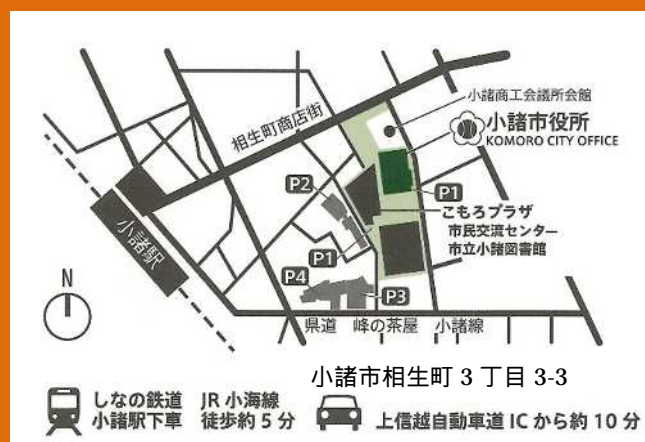 小諸商工会議所会館
小諸市役所
KOMORO CITY OFFICE
相生町商店街
P2
P1
こもろプラザ
市民交流センター
市立小諸図書館
小諸駅
P1
N
P4
P3
県道 峰の茶屋 小諸線
小諸市相生町 3 丁目 3-3
しなの鉄道 JR 小海線
小諸駅下車 徒歩約 5 分
上信越自動車道 IC から約 10 分